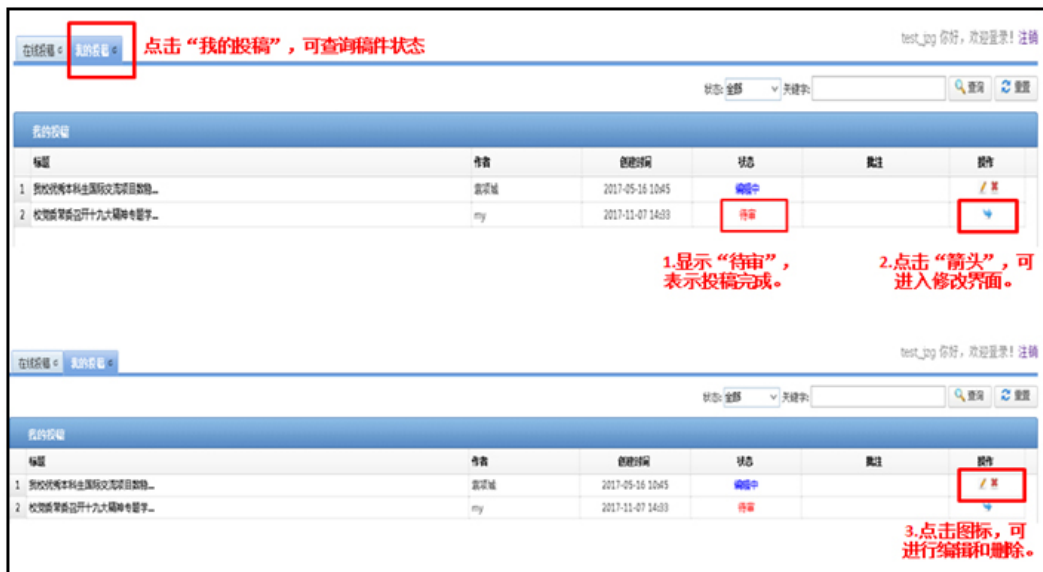 在线投稿 我的投稿 点击“我的投稿”，可查询稿件状态 test_jzg 你好，欢迎登录！注销
状态: 全部 关键字: 查询 重置
我的投稿
标题 作者 创建时间 状态 批注 操作
1 我校优秀本科生国际交流项目数稳... 2017-05-16 10:45 编辑中
2 校党委常委召开十九大精神专题学... my 2017-11-07 14:33 待审
1.显示“待审”，
表示投稿完成。
2.点击“箭头”，可
进入修改界面。
在线投稿 我的投稿 test_jzg 你好，欢迎登录！注销
状态: 全部 关键字: 查询 重置
我的投稿
标题 作者 创建时间 状态 批注 操作
1 我校优秀本科生国际交流项目数稳... 2017-05-16 10:45 编辑中
2 校党委常委召开十九大精神专题学... my 2017-11-07 14:33 待审
3.点击图标，可
进行编辑和删除。